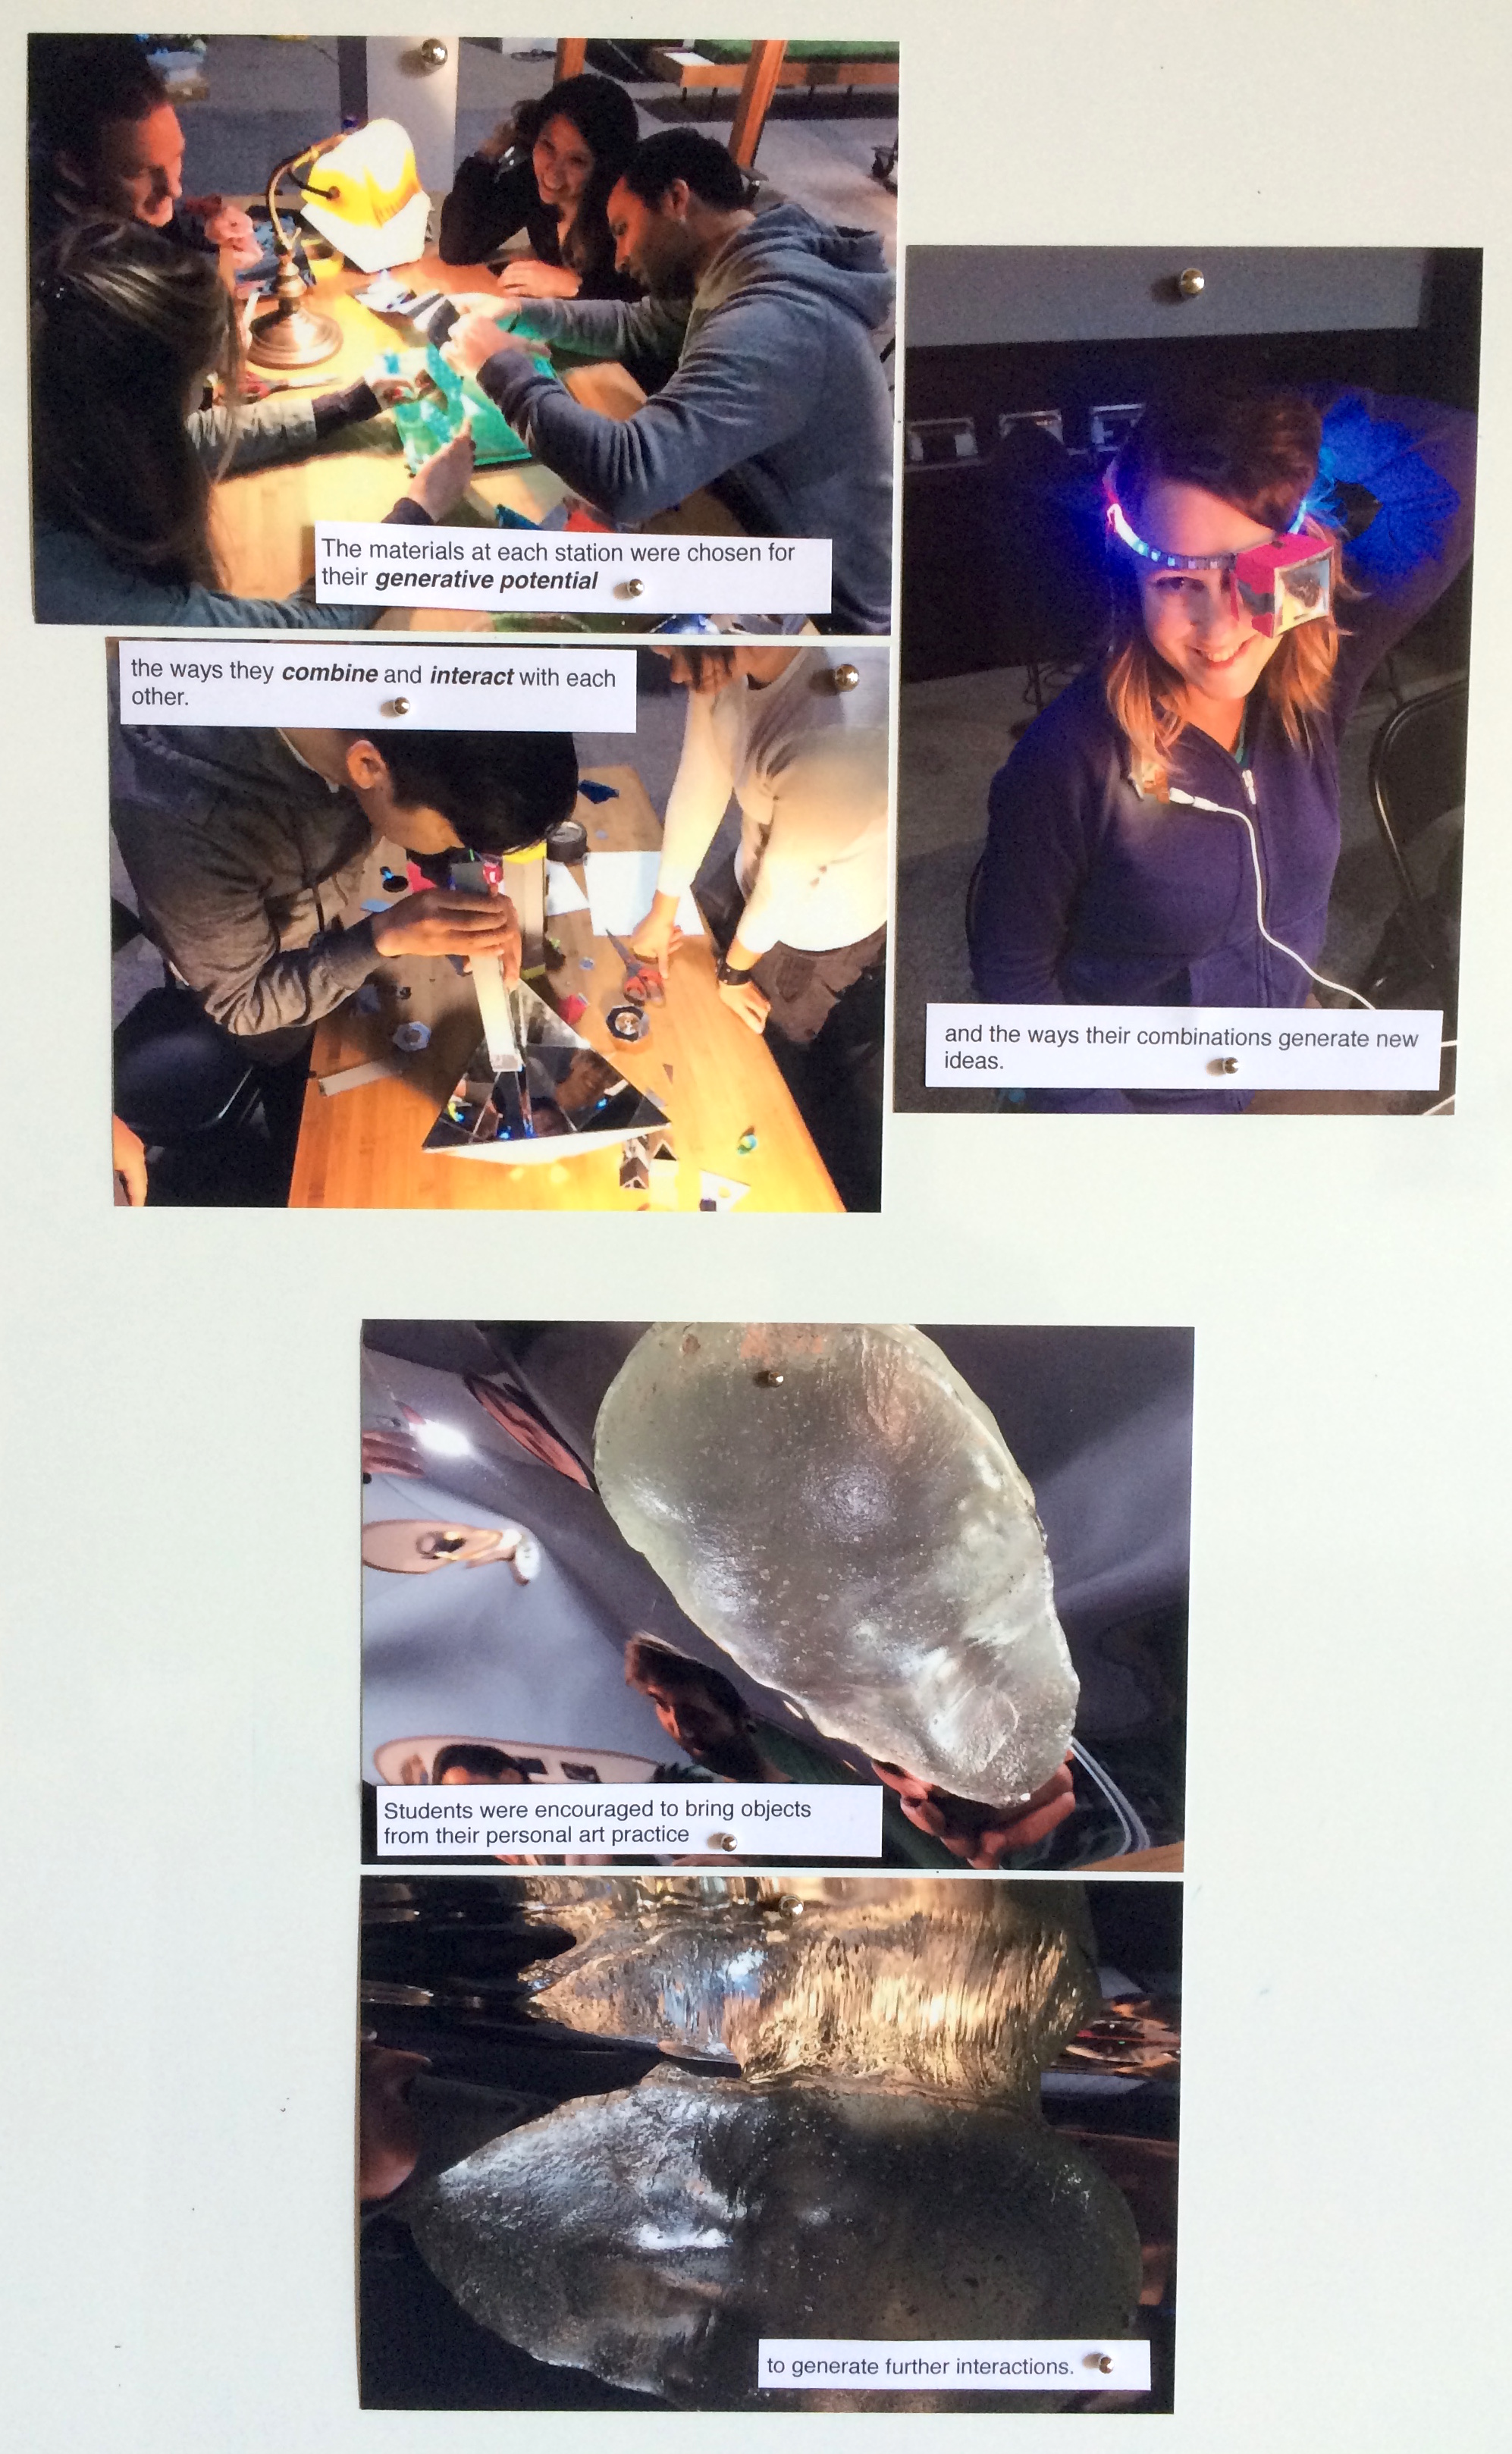 The materials at each station were chosen for
their generative potential
the ways they combine and interact with each
other.
and the ways their combinations generate new
ideas.
Students were encouraged to bring objects
from their personal art practice
to generate further interactions.